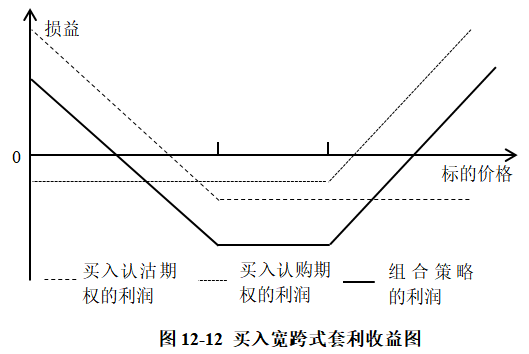 损益
0
标的价格
买入认沽期权的利润
买入认购期权的利润
组合策略的利润
图 12-12 买入宽跨式套利收益图